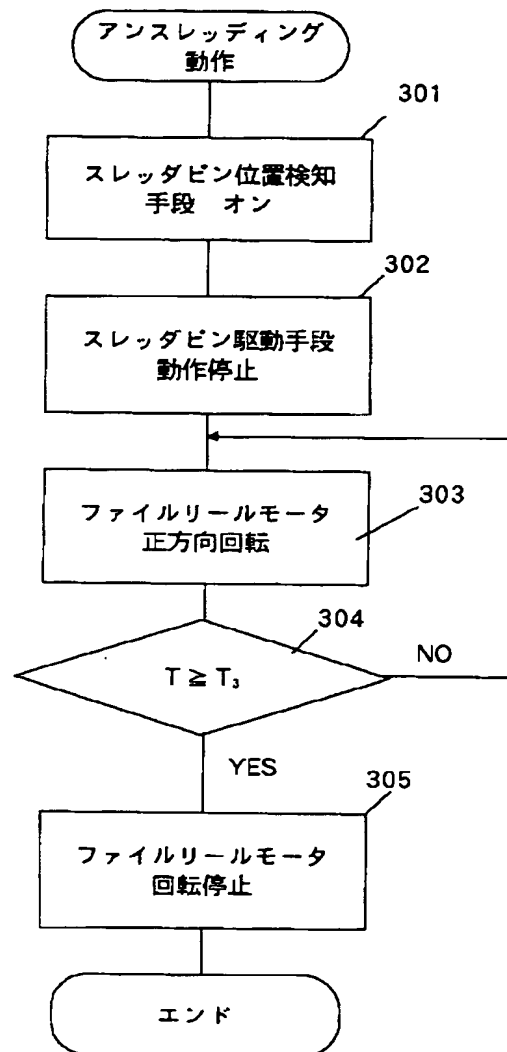 アンスレッディング
動作
301
スレッダピン位置検知
手段 オン
302
スレッダピン駆動手段
動作停止
303
ファイルリールモータ
正方向回転
304
T ≧ T₃
NO
YES
305
ファイルリールモータ
回転停止
エンド